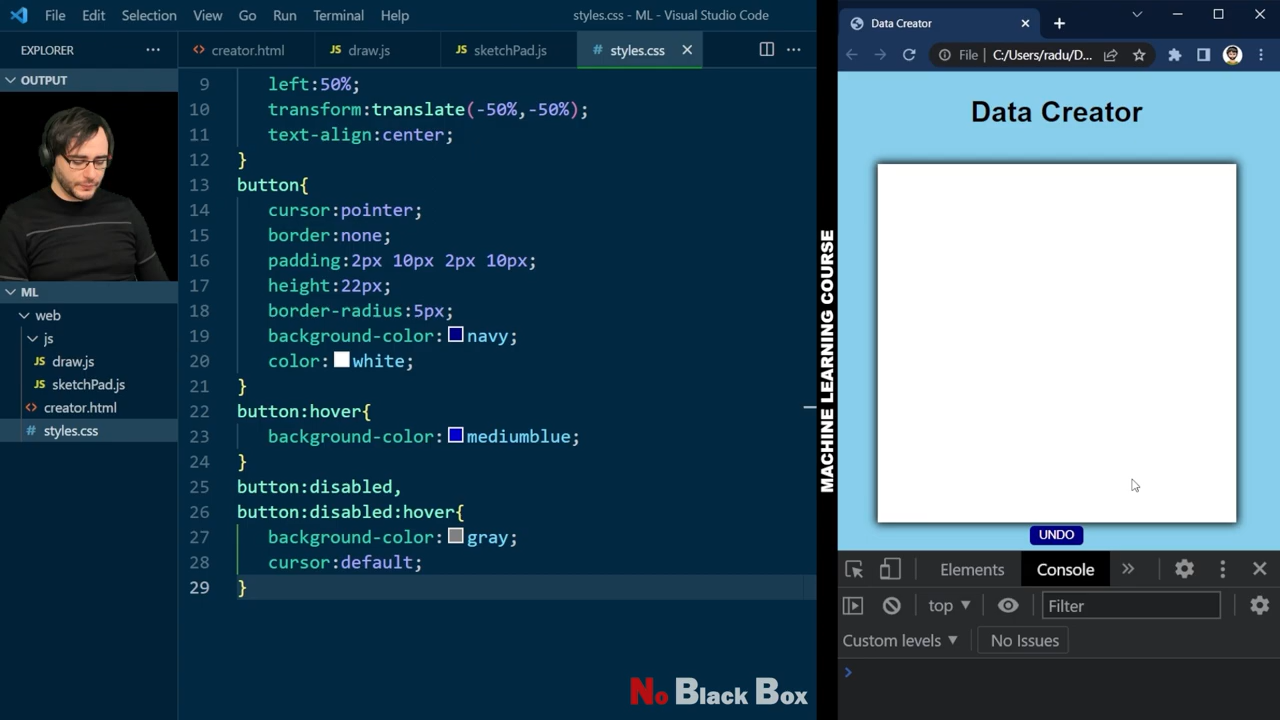 File Edit Selection View Go Run Terminal Help
styles.css - ML - Visual Studio Code
EXPLORER
creator.html
draw.js
sketchPad.js
styles.css
OUTPUT
ML
web
js
JS draw.js
JS sketchPad.js
<> creator.html
# styles.css
9 left:50%;
10 transform:translate(-50%,-50%);
11 text-align:center;
12 }
13 button{
14 cursor:pointer;
15 border:none;
16 padding:2px 10px 2px 10px;
17 height:22px;
18 border-radius:5px;
19 background-color:navy;
20 color:white;
21 }
22 button:hover{
23 background-color:mediumblue;
24 }
25 button:disabled,
26 button:disabled:hover{
27 background-color:gray;
28 cursor:default;
29 }
No Black Box
MACHINE LEARNING COURSE
Data Creator
File C:/Users/radu/D...
Data Creator
UNDO
Elements Console
top Filter
Custom levels No Issues